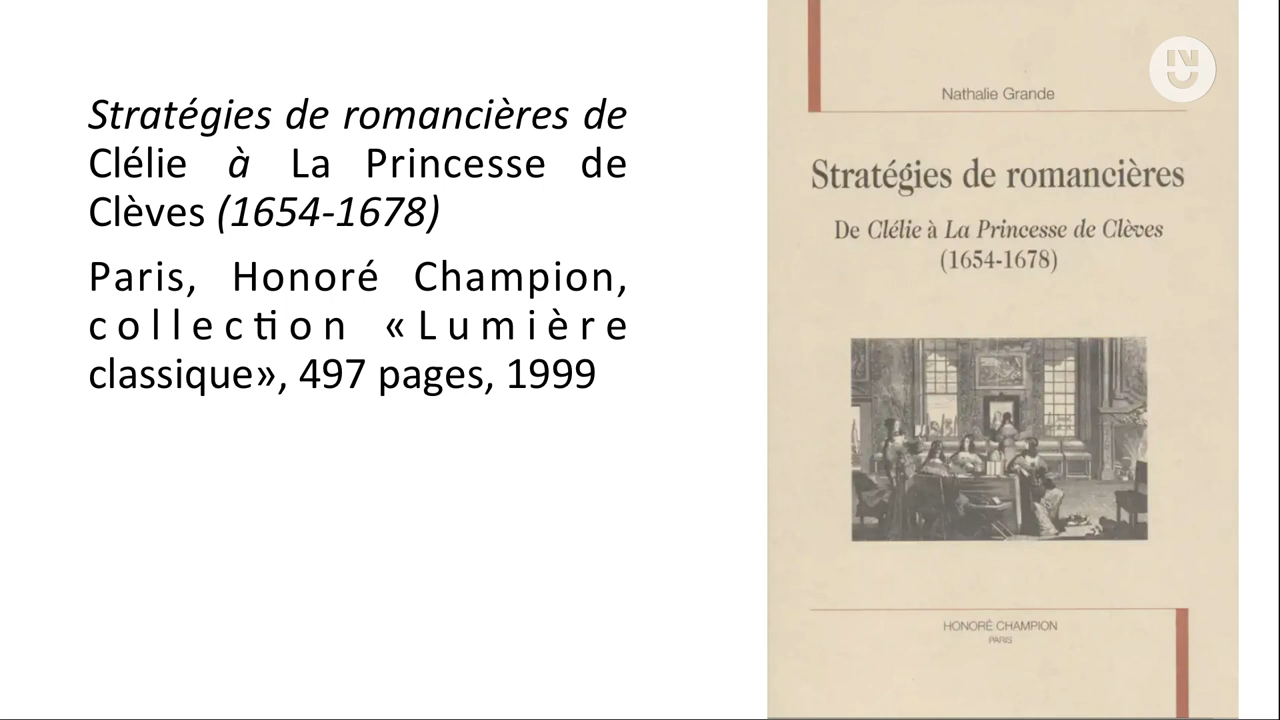 Stratégies de romancières de
Clélie à La Princesse de
Clèves (1654-1678)
Paris, Honoré Champion,
collection «Lumière
classique», 497 pages, 1999
Nathalie Grande
Stratégies de romancières
De Clélie à La Princesse de Clèves
(1654-1678)
HONORÉ CHAMPION
PARIS